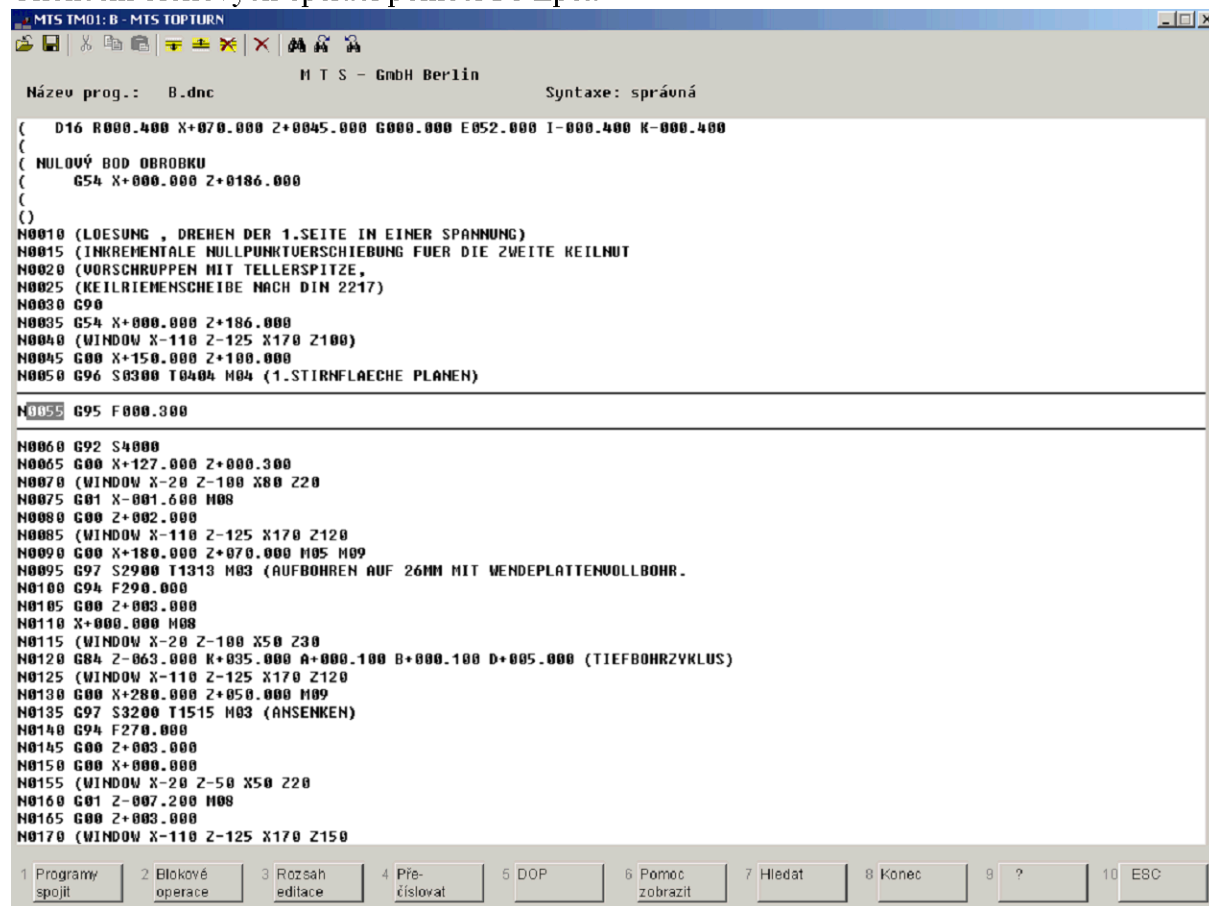 MTS TM01: B - MTS TOPTURN
M T S - GmbH Berlin
Název prog.: B.dnc Syntaxe: správná
( D16 R000.400 X+070.000 Z+0045.000 G000.000 E052.000 I-000.400 K-000.400
(
( NULOVÝ BOD OBROBKU
( G54 X+000.000 Z+0186.000
(
()
N0010 (LOESUNG , DREHEN DER 1.SEITE IN EINER SPANNUNG)
N0015 (INKREMENTALE NULLPUNKTVERSCHIEBUNG FUER DIE ZWEITE KEILNUT
N0020 (VORSCHRUPPEN MIT TELLERSPITZE,
N0025 (KEILRIEMENSCHEIBE NACH DIN 2217)
N0030 G90
N0035 G54 X+000.000 Z+186.000
N0040 (WINDOW X-110 Z-125 X170 Z100)
N0045 G00 X+150.000 Z+100.000
N0050 G96 S0300 T0404 M04 (1.STIRNFLAECHE PLANEN)
N0055 G95 F000.300
N0060 G92 S4000
N0065 G00 X+127.000 Z+000.300
N0070 (WINDOW X-20 Z-100 X80 Z20
N0075 G01 X-001.600 M08
N0080 G00 Z+002.000
N0085 (WINDOW X-110 Z-125 X170 Z120
N0090 G00 X+180.000 Z+070.000 M05 M09
N0095 G97 S2900 T1313 M03 (AUFBOHREN AUF 26MM MIT WENDEPLATTENVOLLBOHR.
N0100 G94 F290.000
N0105 G00 Z+003.000
N0110 X+000.000 M08
N0115 (WINDOW X-20 Z-100 X50 Z30
N0120 G84 Z-063.000 K+035.000 A+000.100 B+000.100 D+005.000 (TIEFBOHRZYKLUS)
N0125 (WINDOW X-110 Z-125 X170 Z120
N0130 G00 X+280.000 Z+050.000 M09
N0135 G97 S3200 T1515 M03 (ANSENKEN)
N0140 G94 F270.000
N0145 G00 Z+003.000
N0150 G00 X+000.000
N0155 (WINDOW X-20 Z-50 X50 Z20
N0160 G01 Z-007.200 M08
N0165 G00 Z+003.000
N0170 (WINDOW X-110 Z-125 X170 Z150
1 Programy spojit 2 Blokové operace 3 Rozsah editace 4 Pře- číslovat 5 DOP 6 Pomoc zobrazit 7 Hledat 8 Konec 9 ? 10 ESC